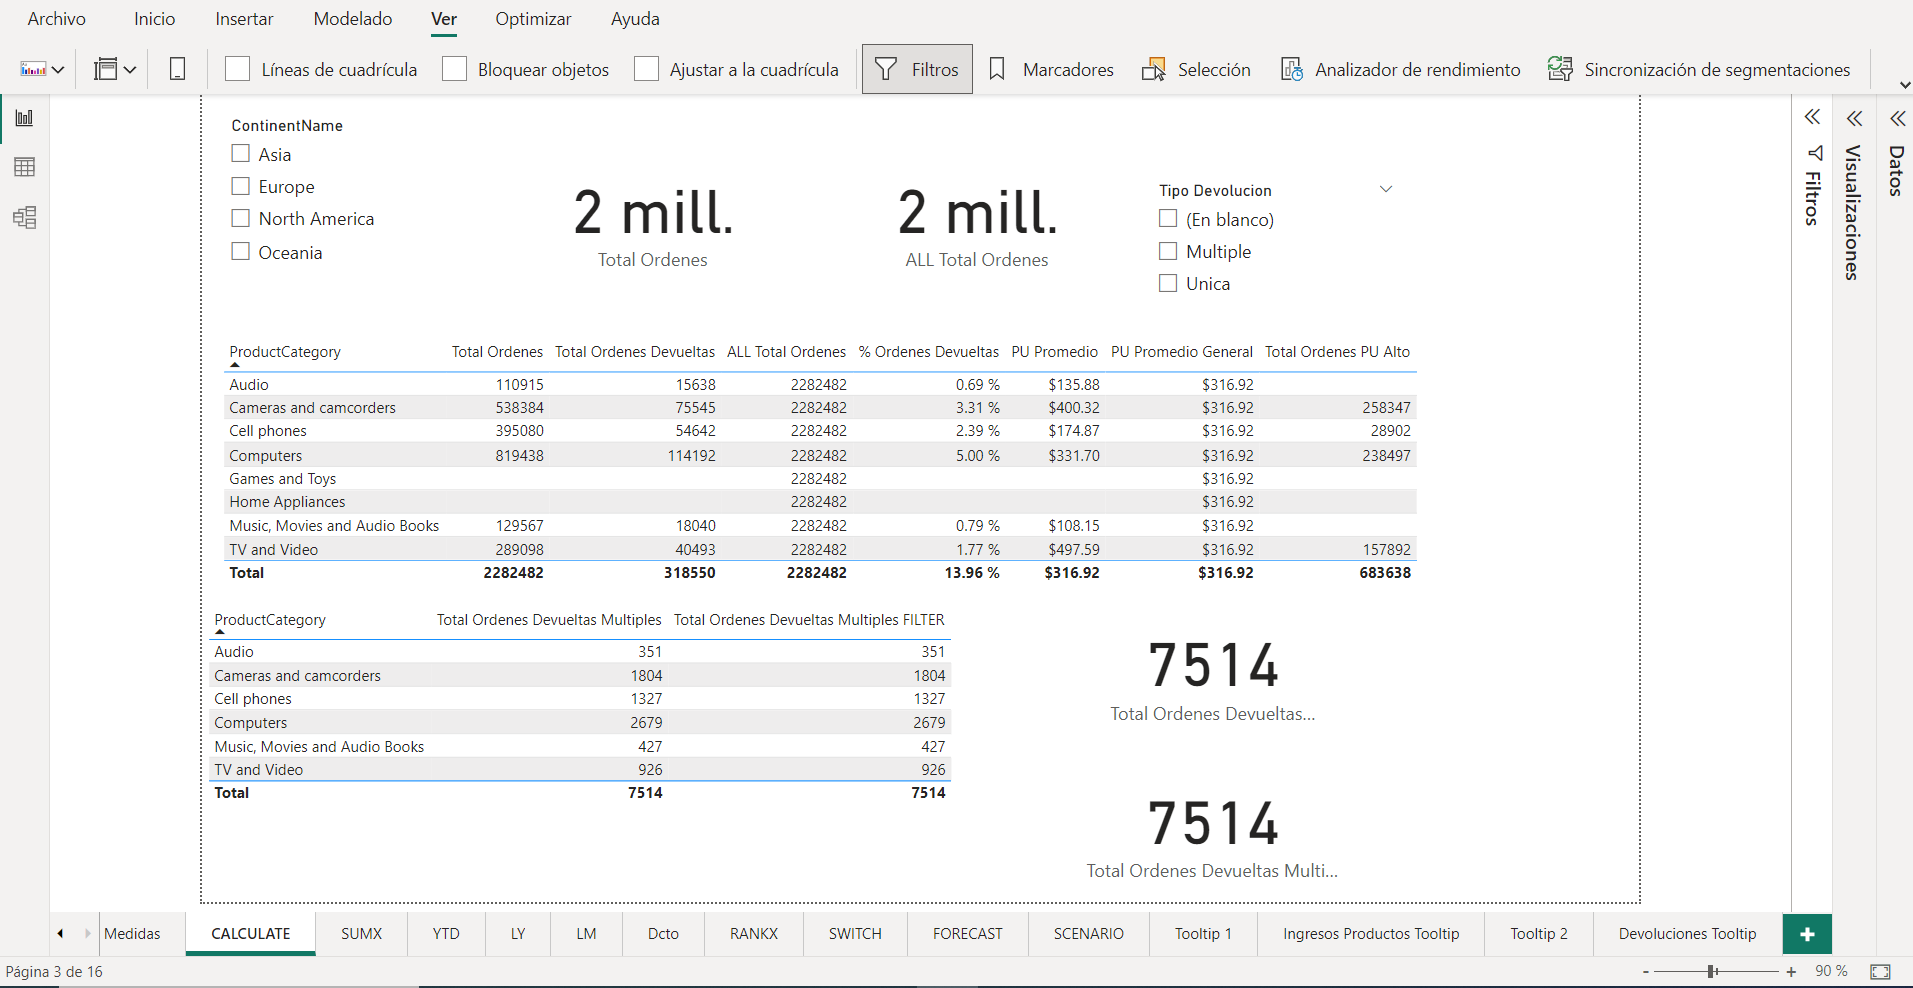 Archivo Inicio Insertar Modelado Ver Optimizar Ayuda
Líneas de cuadrícula Bloquear objetos Ajustar a la cuadrícula Filtros Marcadores Selección Analizador de rendimiento Sincronización de segmentaciones
ContinentName
Asia
Europe
North America
Oceania
2 mill.
Total Ordenes
2 mill.
ALL Total Ordenes
Tipo Devolucion
(En blanco)
Multiple
Unica
Filtros
Visualizaciones
Datos
ProductCategory Total Ordenes Total Ordenes Devueltas ALL Total Ordenes % Ordenes Devueltas PU Promedio PU Promedio General Total Ordenes PU Alto
Audio 110915 15638 2282482 0.69 % $135.88 $316.92
Cameras and camcorders 538384 75545 2282482 3.31 % $400.32 $316.92 258347
Cell phones 395080 54642 2282482 2.39 % $174.87 $316.92 28902
Computers 819438 114192 2282482 5.00 % $331.70 $316.92 238497
Games and Toys 2282482 $316.92
Home Appliances 2282482 $316.92
Music, Movies and Audio Books 129567 18040 2282482 0.79 % $108.15 $316.92
TV and Video 289098 40493 2282482 1.77 % $497.59 $316.92 157892
Total 2282482 318550 2282482 13.96 % $316.92 $316.92 683638
ProductCategory Total Ordenes Devueltas Multiples Total Ordenes Devueltas Multiples FILTER
Audio 351 351
Cameras and camcorders 1804 1804
Cell phones 1327 1327
Computers 2679 2679
Music, Movies and Audio Books 427 427
TV and Video 926 926
Total 7514 7514
7514
Total Ordenes Devueltas...
7514
Total Ordenes Devueltas Multi...
Medidas CALCULATE SUMX YTD LY LM Dcto RANKX SWITCH FORECAST SCENARIO Tooltip 1 Ingresos Productos Tooltip Tooltip 2 Devoluciones Tooltip +
Página 3 de 16 - + 90 %